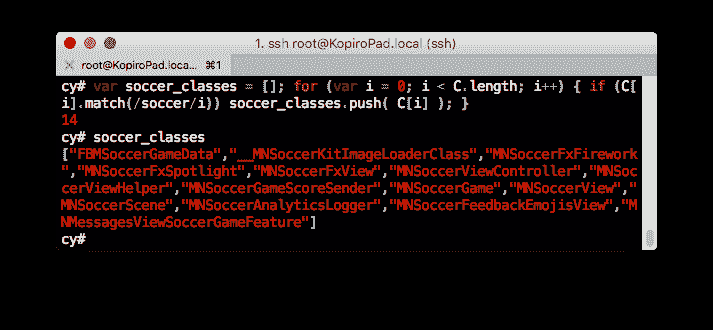 1. ssh root@KopiroPad.local (ssh)
× root@KopiroPad.loca... ⌘1
cy# var soccer_classes = []; for (var i = 0; i < C.length; i++) { if (C[
i].match(/soccer/i)) soccer_classes.push( C[i] ); }
14
cy# soccer_classes
["FBMSoccerGameData","__MNSoccerKitImageLoaderClass","MNSoccerFxFirework
","MNSoccerFxSpotlight","MNSoccerFxView","MNSoccerViewController","MNSoc
cerViewHelper","MNSoccerGameScoreSender","MNSoccerGame","MNSoccerView","
MNSoccerScene","MNSoccerAnalyticsLogger","MNSoccerFeedbackEmojisView","M
NMessagesViewSoccerGameFeature"]
cy#